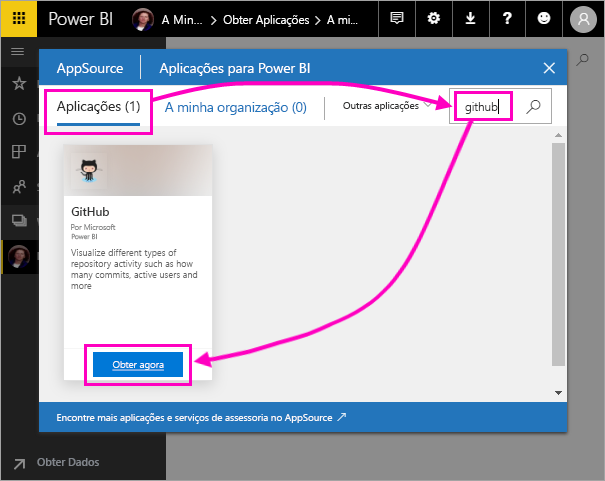 Power BI
A Min...
Obter Aplicações
A mi...
AppSource
Aplicações para Power BI
Aplicações (1)
A minha organização (0)
Outras aplicações
github
GitHub
Por Microsoft
Power BI
Visualize different types of
repository activity such as how
many commits, active users and
more
Obter agora
Encontre mais aplicações e serviços de assessoria no AppSource
Obter Dados